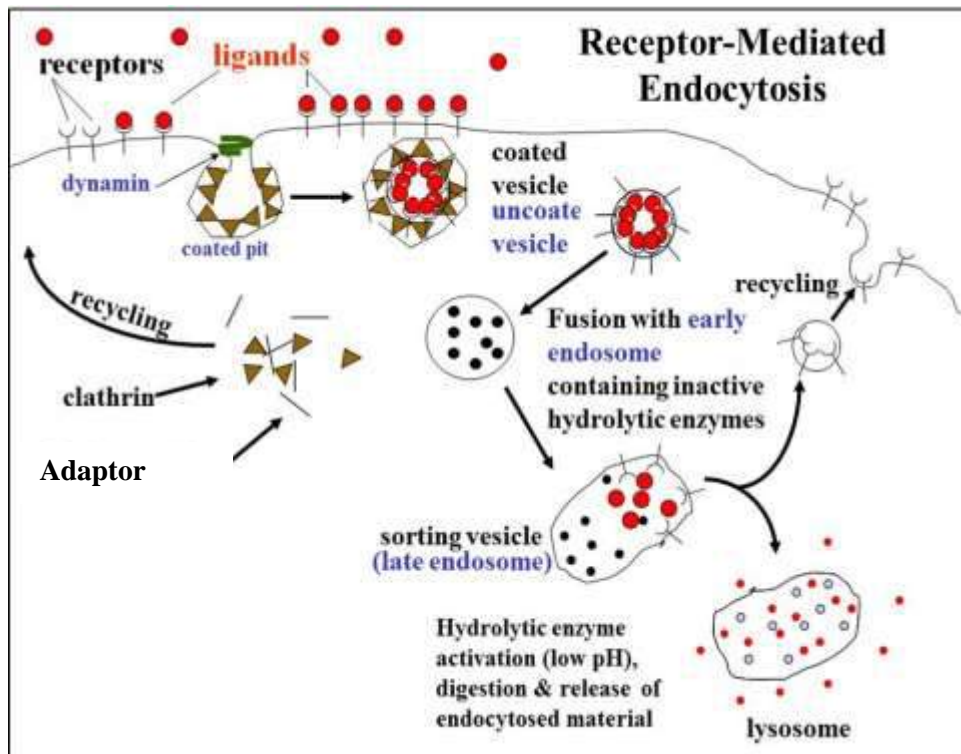 Receptor-Mediated
Endocytosis
receptors
ligands
dynamin
coated pit
coated
vesicle
uncoate
vesicle
recycling
clathrin
Adaptor
Fusion with early
endosome
containing inactive
hydrolytic enzymes
recycling
sorting vesicle
(late endosome)
Hydrolytic enzyme
activation (low pH),
digestion & release of
endocytosed material
lysosome